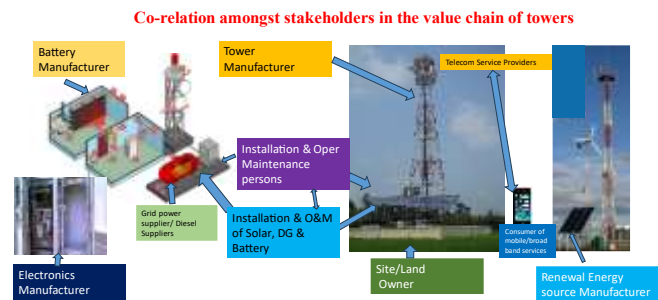 Co-relation amongst stakeholders in the value chain of towers
Battery
Manufacturer
Tower
Manufacturer
Telecom Service Providers
Installation & Oper
Maintenance
persons
Grid power
supplier/ Diesel
Suppliers
Installation & O&M
of Solar, DG &
Battery
Consumer of
mobile/broad
band services
Electronics
Manufacturer
Site/Land
Owner
Renewal Energy
source Manufacturer